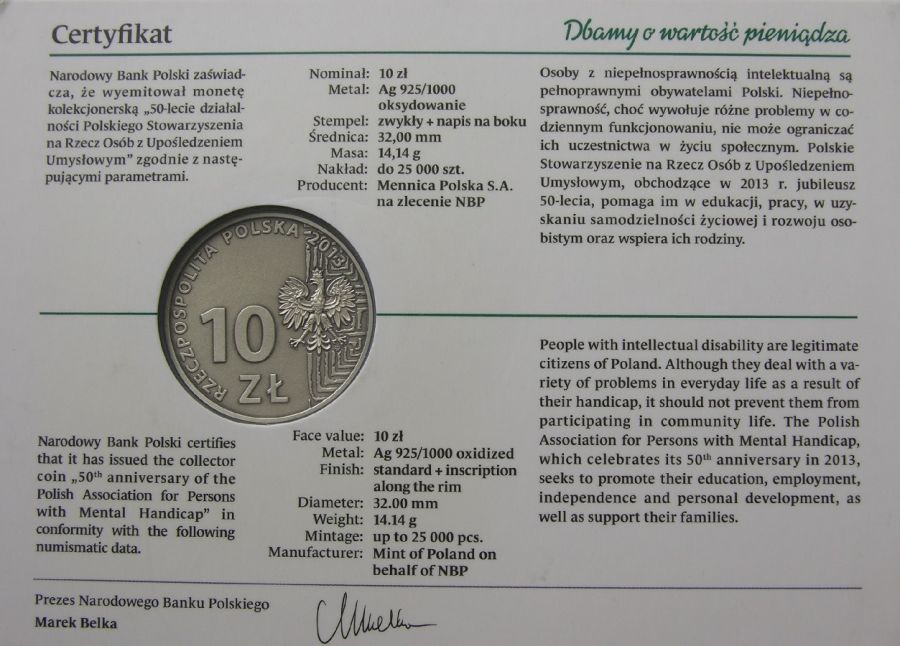 Certyfikat
Dbamy o wartość pieniądza
Narodowy Bank Polski zaświad-
cza, że wyemitował monetę
kolekcjonerską „50-lecie działal-
ności Polskiego Stowarzyszenia
na Rzecz Osób z Upośledzeniem
Umysłowym” zgodnie z nastę-
pującymi parametrami.
Nominał: 10 zł
Metal: Ag 925/1000
oksydowanie
Stempel: zwykły + napis na boku
Średnica: 32,00 mm
Masa: 14,14 g
Nakład: do 25 000 szt.
Producent: Mennica Polska S.A.
na zlecenie NBP
Osoby z niepełnosprawnością intelektualną są
pełnoprawnymi obywatelami Polski. Niepełno-
sprawność, choć wywołuje różne problemy w co-
dziennym funkcjonowaniu, nie może ograniczać
ich uczestnictwa w życiu społecznym. Polskie
Stowarzyszenie na Rzecz Osób z Upośledzeniem
Umysłowym, obchodzące w 2013 r. jubileusz
50-lecia, pomaga im w edukacji, pracy, w uzy-
skaniu samodzielności życiowej i rozwoju oso-
bistym oraz wspiera ich rodziny.
RZECZPOSPOLITA POLSKA 2013
10
ZŁ
Narodowy Bank Polski certifies
that it has issued the collector
coin „50th anniversary of the
Polish Association for Persons
with Mental Handicap” in
conformity with the following
numismatic data.
Face value: 10 zł
Metal: Ag 925/1000 oxidized
Finish: standard + inscription
along the rim
Diameter: 32.00 mm
Weight: 14.14 g
Mintage: up to 25 000 pcs.
Manufacturer: Mint of Poland on
behalf of NBP
People with intellectual disability are legitimate
citizens of Poland. Although they deal with a va-
riety of problems in everyday life as a result of
their handicap, it should not prevent them from
participating in community life. The Polish
Association for Persons with Mental Handicap,
which celebrates its 50th anniversary in 2013,
seeks to promote their education, employment,
independence and personal development, as
well as support their families.
Prezes Narodowego Banku Polskiego
Marek Belka